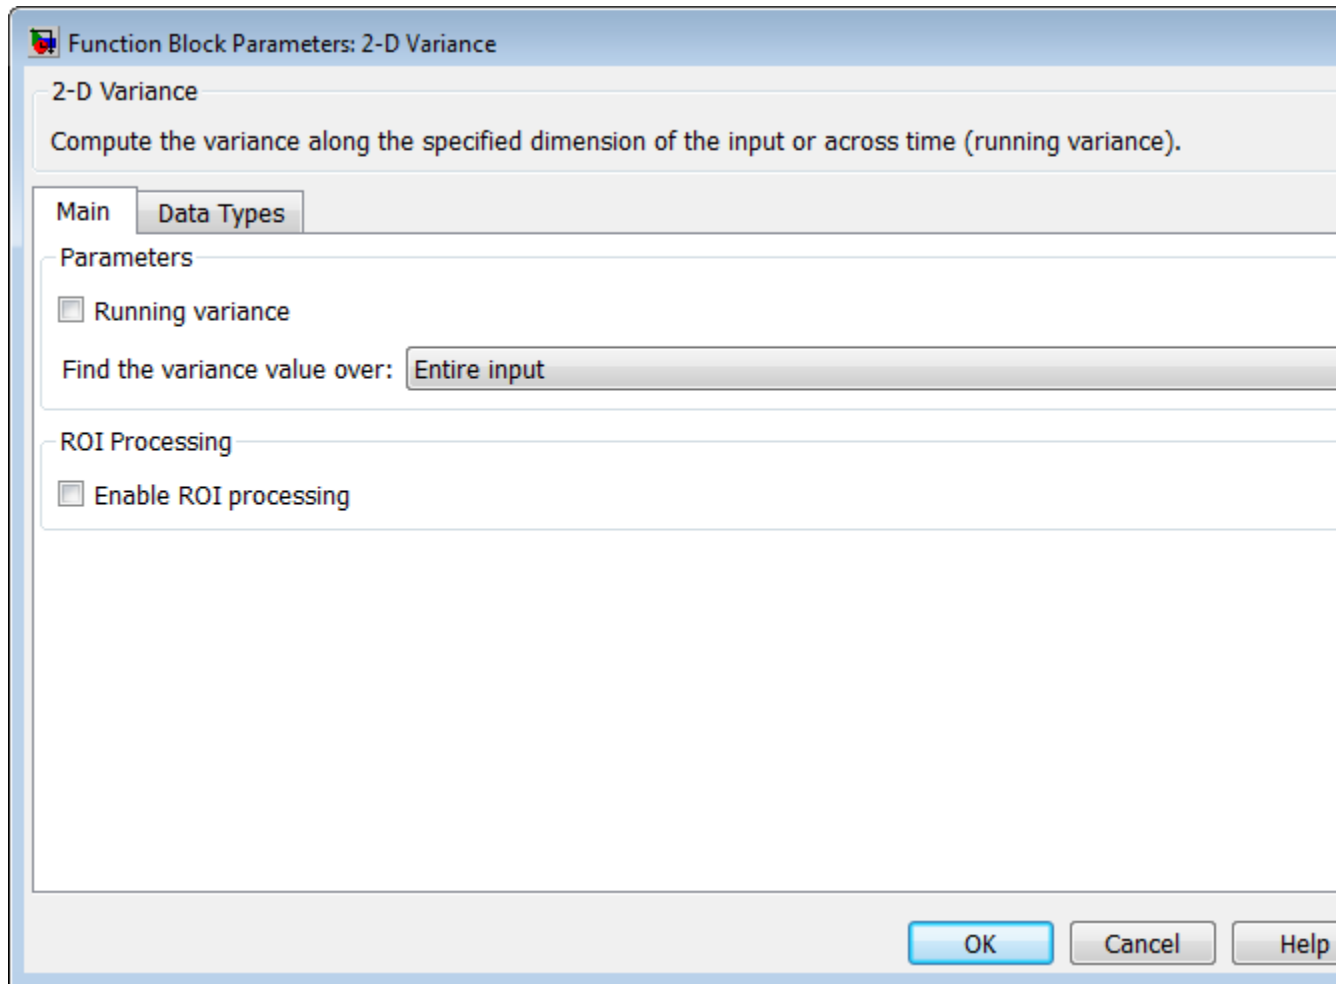 Function Block Parameters: 2-D Variance
2-D Variance
Compute the variance along the specified dimension of the input or across time (running variance).
Main
Data Types
Parameters
Running variance
Find the variance value over: Entire input
ROI Processing
Enable ROI processing
OK
Cancel
Help